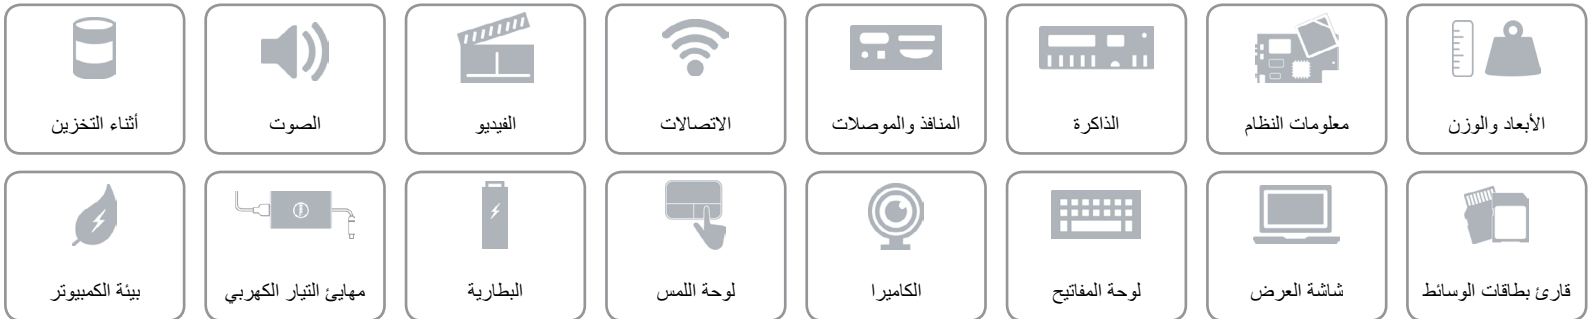 الأبعاد والوزن
معلومات النظام
الذاكرة
المنافذ والموصلات
الاتصالات
الفيديو
الصوت
أثناء التخزين
قارئ بطاقات الوسائط
شاشة العرض
لوحة المفاتيح
الكاميرا
لوحة اللمس
البطارية
مهايئ التيار الكهربي
بيئة الكمبيوتر